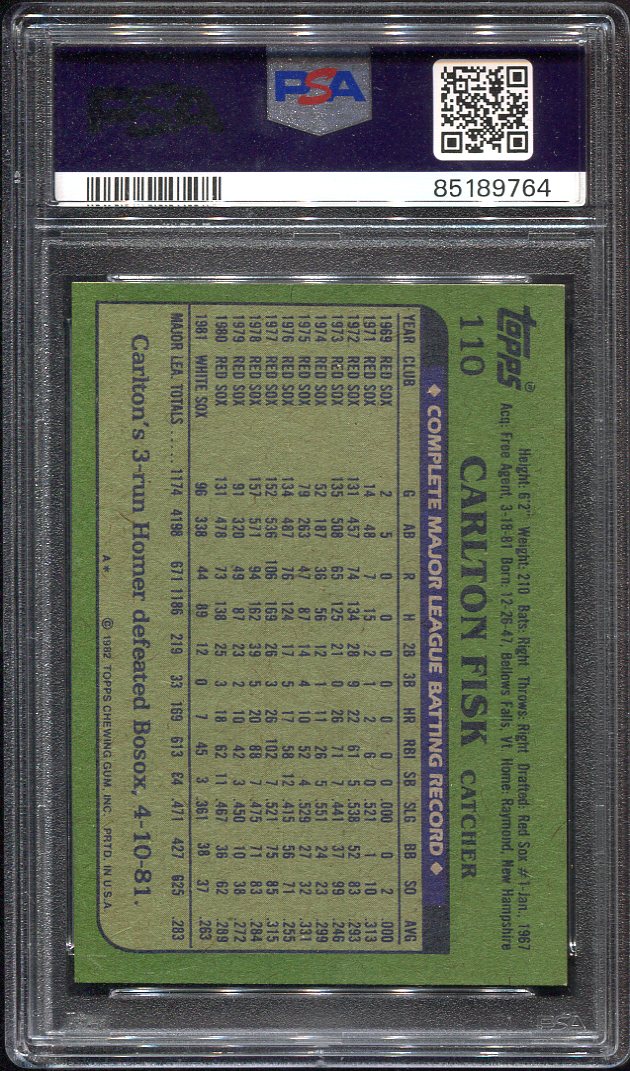 PSA
PSA
85189764
topps®
110 CARLTON FISK CATCHER
Height: 6'2" Weight: 210 Bats: Right Throws: Right Drafted: Red Sox #1-Jan., 1967
Acq: Free Agent, 3-18-81 Born: 12-26-47, Bellows Falls, Vt. Home: Raymond, New Hampshire
◆ COMPLETE MAJOR LEAGUE BATTING RECORD ◆
YEAR CLUB G AB R H 2B 3B HR RBI SB SLG BB SO AVG
1969 RED SOX 2 5 0 0 0 0 0 0 0 .000 0 2 .000
1971 RED SOX 14 48 7 15 2 1 2 6 0 .521 1 10 .313
1972 RED SOX 131 457 74 134 28 9 22 61 5 .538 52 83 .293
1973 RED SOX 135 508 65 125 21 0 26 71 7 .441 37 99 .246
1974 RED SOX 52 187 36 56 12 1 11 26 5 .551 24 23 .299
1975 RED SOX 79 263 47 87 14 4 10 52 4 .529 27 32 .331
1976 RED SOX 134 487 76 124 17 5 17 58 12 .415 56 71 .255
1977 RED SOX 152 536 106 169 26 3 26 102 7 .521 75 85 .315
1978 RED SOX 157 571 94 162 39 5 20 88 7 .475 71 83 .284
1979 RED SOX 91 320 49 87 23 2 10 42 3 .450 10 38 .272
1980 RED SOX 131 478 73 138 25 3 18 62 11 .467 36 62 .289
1981 WHITE SOX 96 338 44 89 12 0 7 45 3 .361 38 37 .263
MAJOR LEA. TOTALS ..... 1174 4198 671 1186 219 33 169 613 64 .471 427 625 .283
Carlton's 3-run Homer defeated Bosox, 4-10-81.
A* © 1982 TOPPS CHEWING GUM, INC. PRTD. IN U.S.A.
PSA